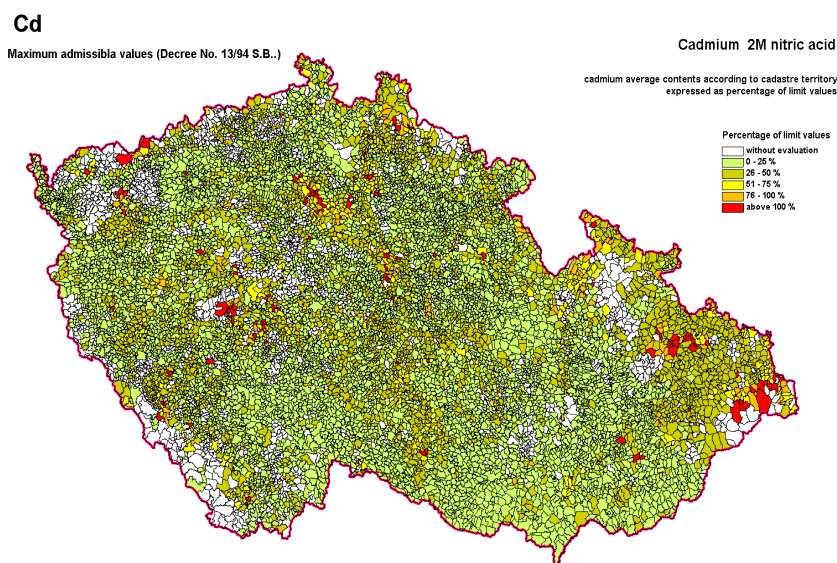 Cd
Maximum admissibla values (Decree No. 13/94 S.B..)
Cadmium 2M nitric acid
cadmium average contents according to cadastre territory
expressed as percentage of limit values
Percentage of limit values
without evaluation
0 - 25 %
26 - 50 %
51 - 75 %
76 - 100 %
above 100 %